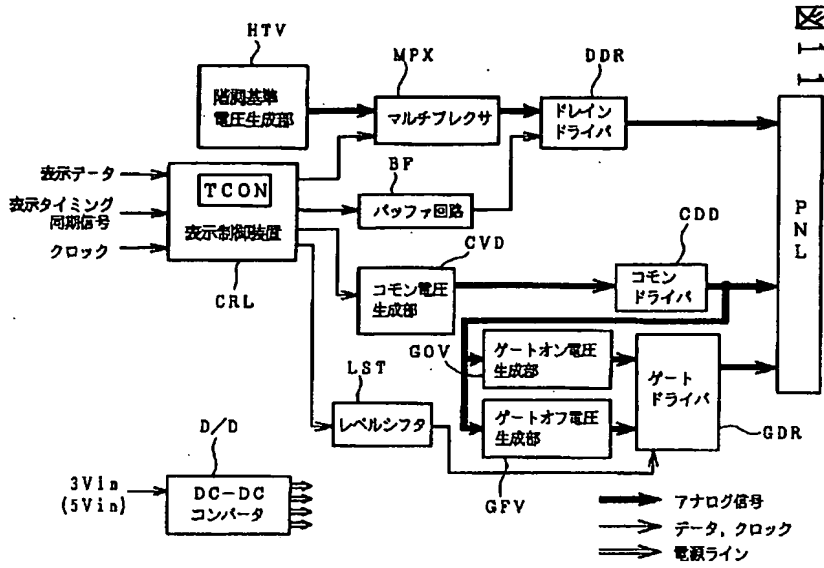 図11
HTV
階調基準
電圧生成部
MPX
マルチプレクサ
DDR
ドレイン
ドライバ
表示データ
表示タイミング
同期信号
クロック
TCON
表示制御装置
CRL
BF
バッファ回路
CVD
コモン電圧
生成部
CDD
コモン
ドライバ
PNL
GOV
ゲートオン電圧
生成部
ゲートオフ電圧
生成部
GFV
ゲート
ドライバ
GDR
LST
レベルシフタ
D/D
3Vin
(5Vin)
DC-DC
コンバータ
アナログ信号
データ,クロック
電源ライン